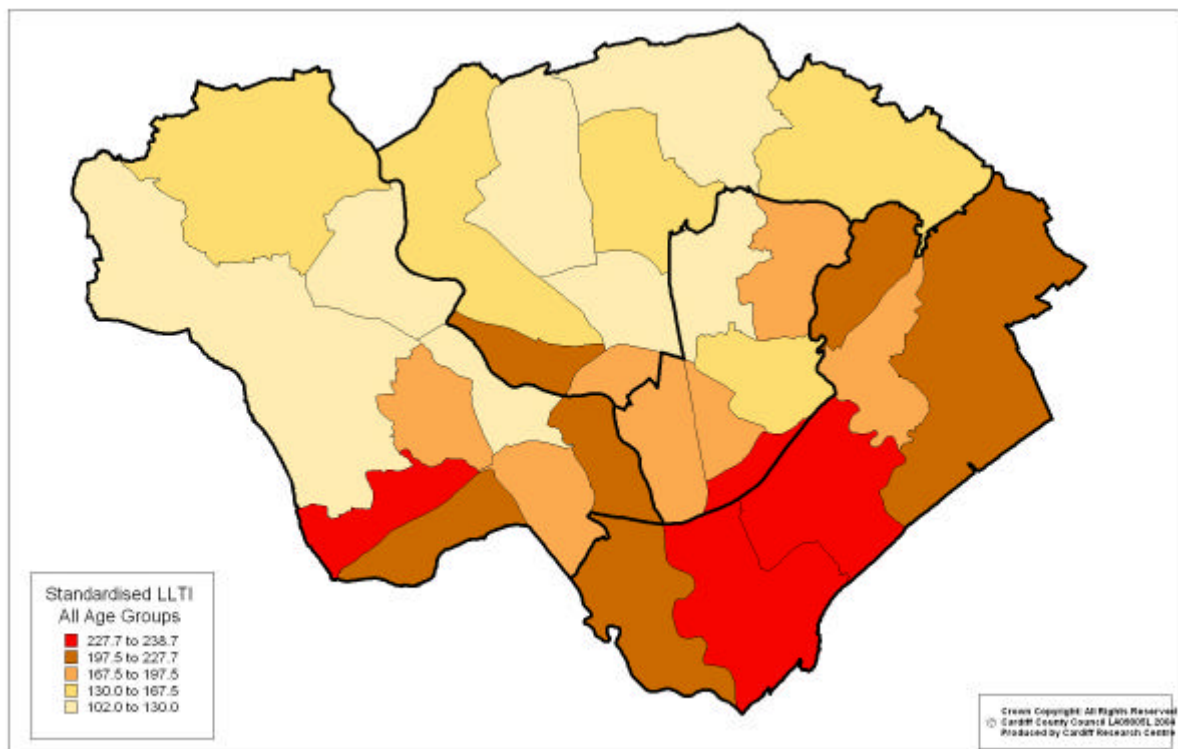 Standardised LLTI
All Age Groups
227.7 to 238.7
197.5 to 227.7
167.5 to 197.5
130.0 to 167.5
102.0 to 130.0
Crown Copyright: All Rights Reserved
© Cardiff County Council LA09005L 2004
Produced by Cardiff Research Centre